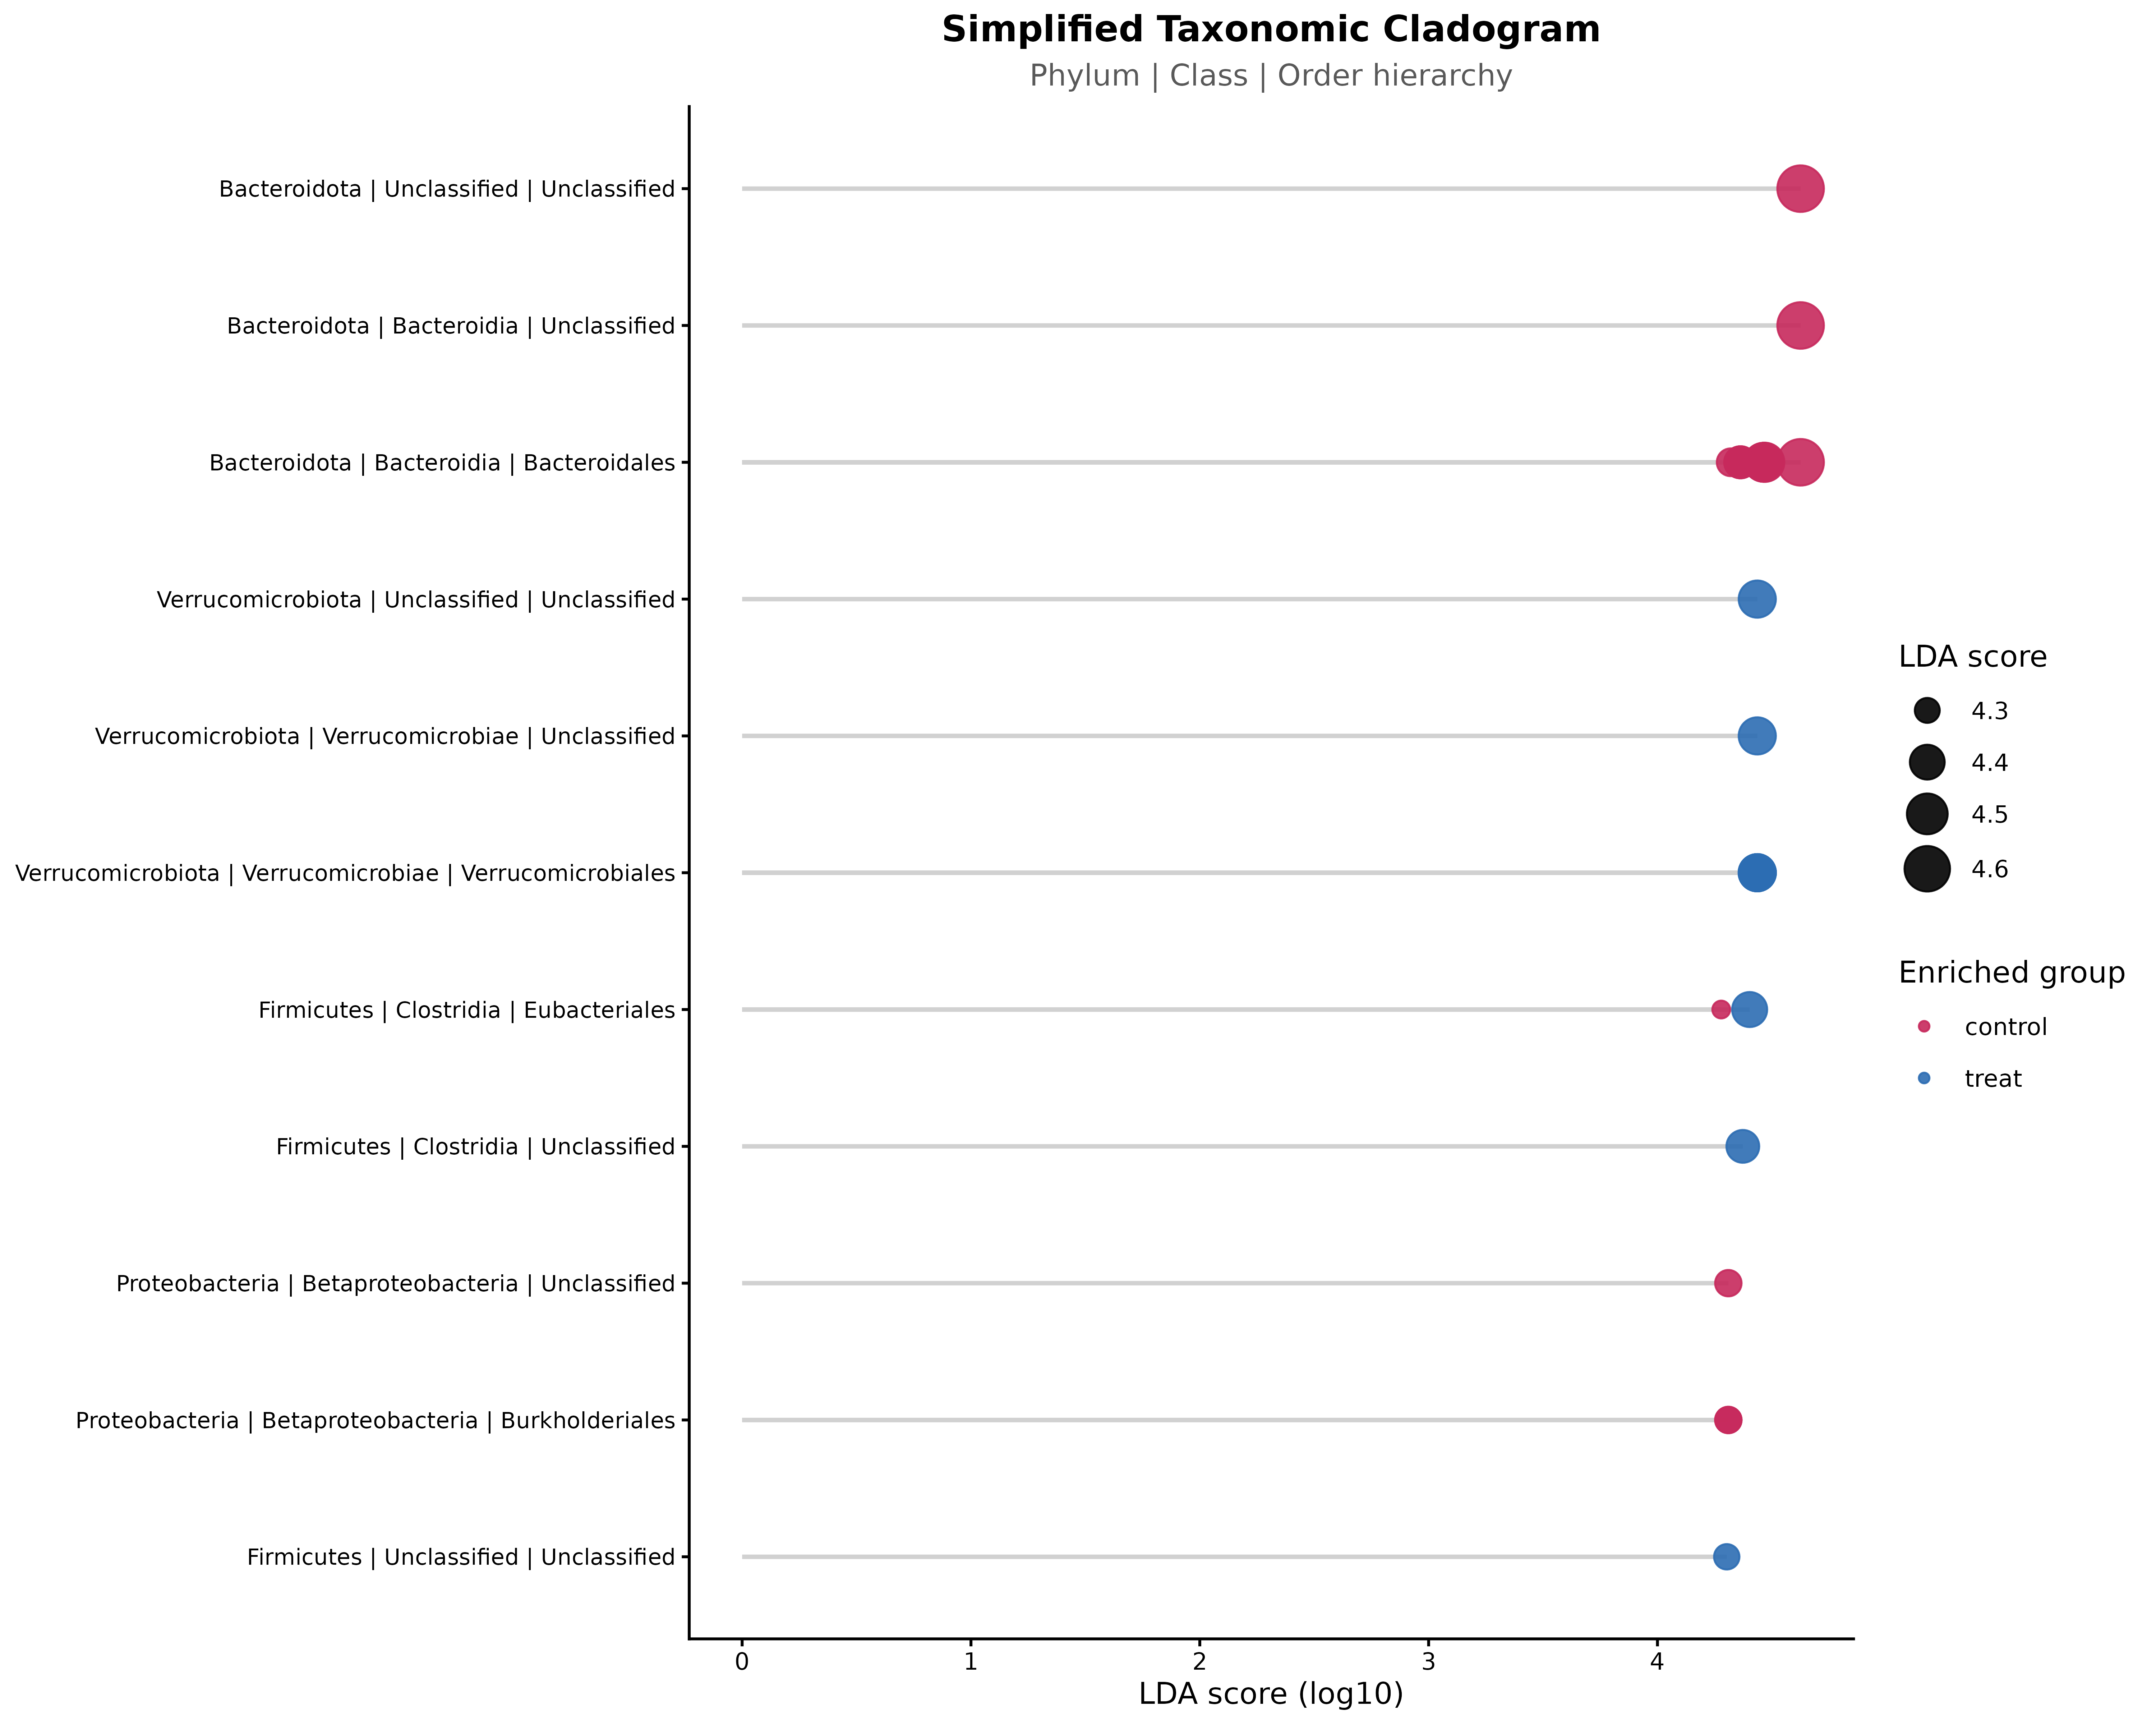 Simplified Taxonomic Cladogram
Phylum | Class | Order hierarchy
Bacteroidota | Unclassified | Unclassified
Bacteroidota | Bacteroidia | Unclassified
Bacteroidota | Bacteroidia | Bacteroidales
Verrucomicrobiota | Unclassified | Unclassified
Verrucomicrobiota | Verrucomicrobiae | Unclassified
Verrucomicrobiota | Verrucomicrobiae | Verrucomicrobiales
Firmicutes | Clostridia | Eubacteriales
Firmicutes | Clostridia | Unclassified
Proteobacteria | Betaproteobacteria | Unclassified
Proteobacteria | Betaproteobacteria | Burkholderiales
Firmicutes | Unclassified | Unclassified
0 1 2 3 4
LDA score (log10)
LDA score
4.3
4.4
4.5
4.6
Enriched group
control
treat